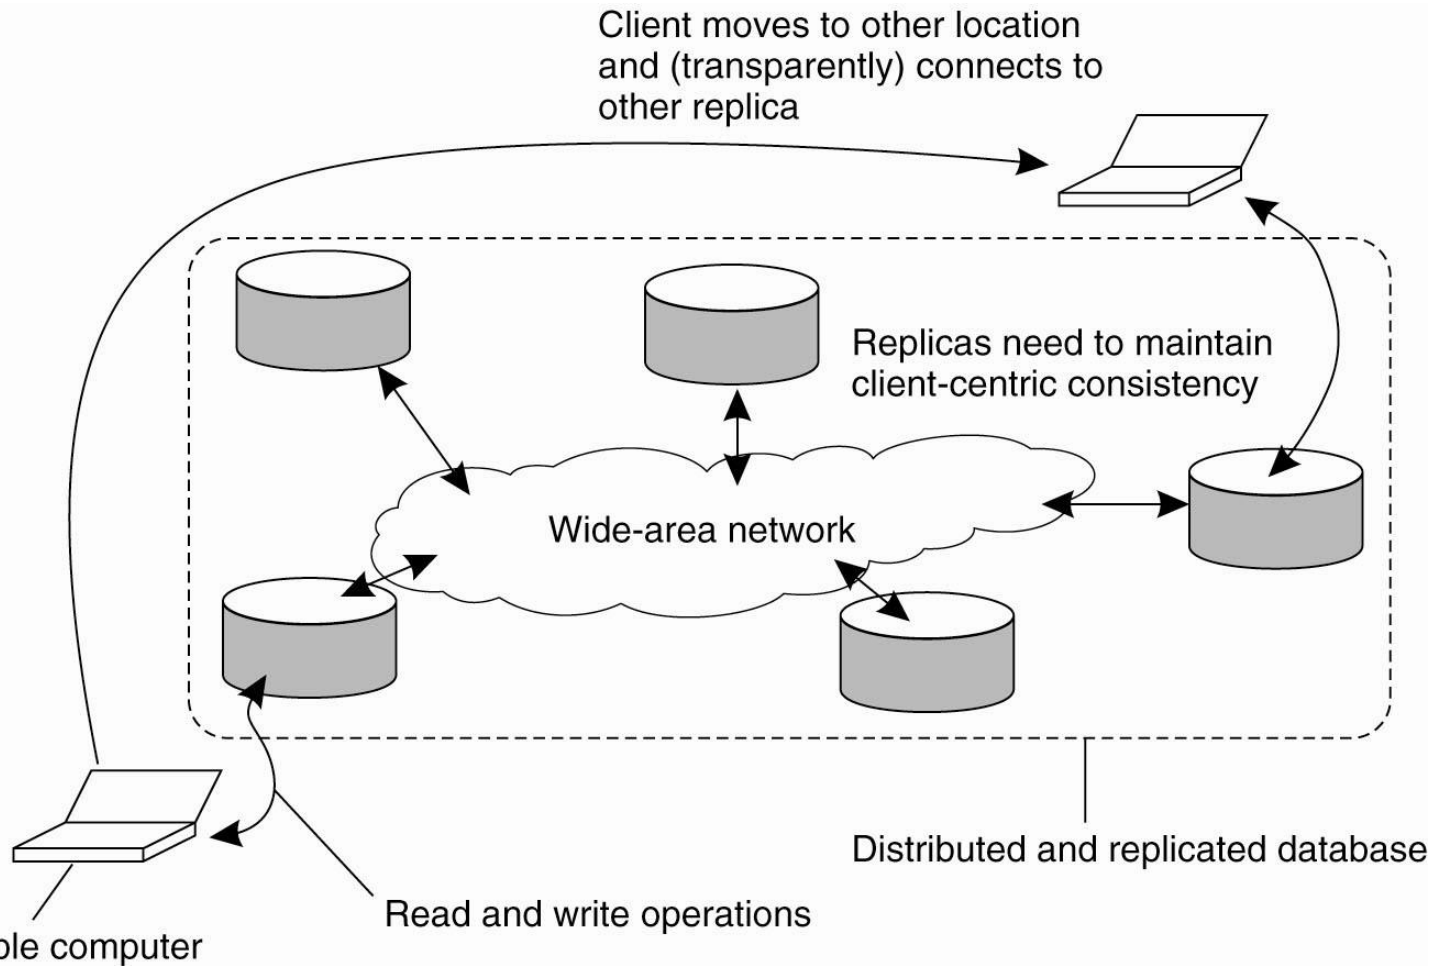 Client moves to other location
and (transparently) connects to
other replica
Replicas need to maintain
client-centric consistency
Wide-area network
Distributed and replicated database
Read and write operations
computer